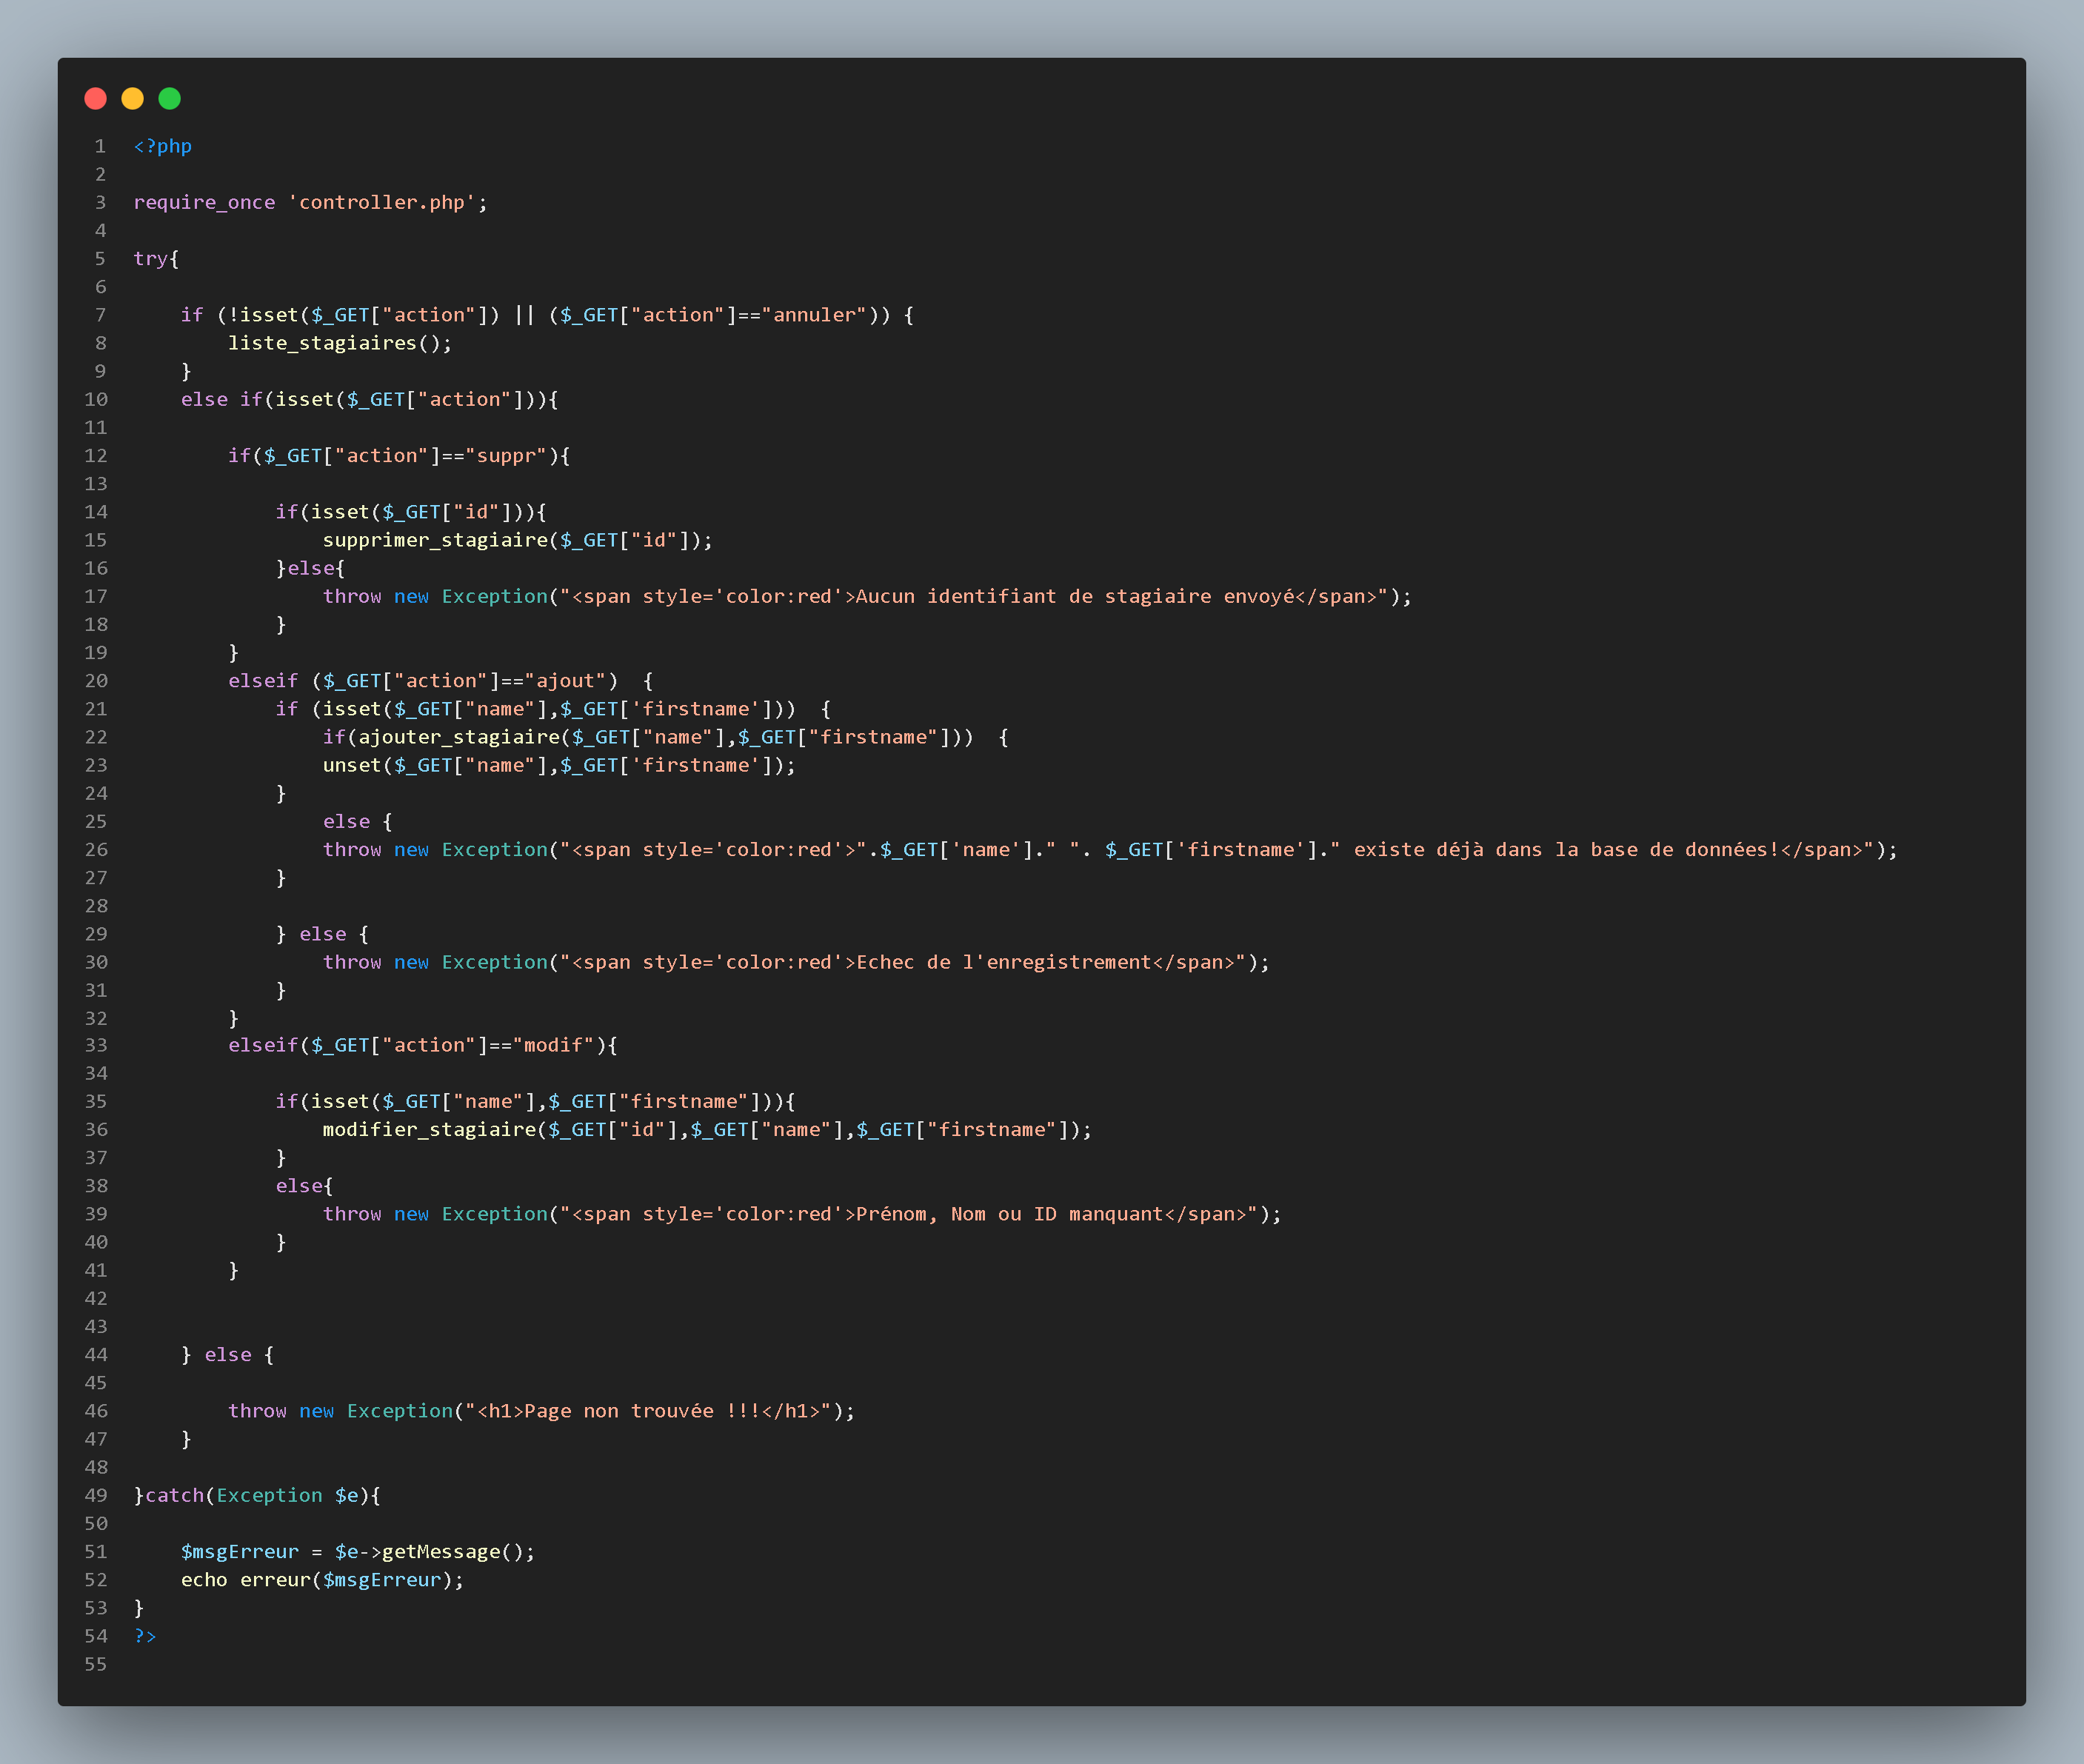 1 <?php
2
3 require_once 'controller.php';
4
5 try{
6
7     if (!isset($_GET["action"]) || ($_GET["action"]=="annuler")) {
8         liste_stagiaires();
9     }
10     else if(isset($_GET["action"])){
11
12         if($_GET["action"]=="suppr"){
13
14             if(isset($_GET["id"])){
15                 supprimer_stagiaire($_GET["id"]);
16             }else{
17                 throw new Exception("<span style='color:red'>Aucun identifiant de stagiaire envoyé</span>");
18             }
19         }
20         elseif ($_GET["action"]=="ajout")  {
21             if (isset($_GET["name"],$_GET['firstname']))  {
22                 if(ajouter_stagiaire($_GET["name"],$_GET["firstname"]))  {
23                 unset($_GET["name"],$_GET['firstname']);
24             }
25                 else {
26                 throw new Exception("<span style='color:red'>".$_GET['name']." ". $_GET['firstname']." existe déjà dans la base de données!</span>");
27             }
28
29             } else {
30                 throw new Exception("<span style='color:red'>Echec de l'enregistrement</span>");
31             }
32         }
33         elseif($_GET["action"]=="modif"){
34
35             if(isset($_GET["name"],$_GET["firstname"])){
36                 modifier_stagiaire($_GET["id"],$_GET["name"],$_GET["firstname"]);
37             }
38             else{
39                 throw new Exception("<span style='color:red'>Prénom, Nom ou ID manquant</span>");
40             }
41         }
42
43
44     } else {
45
46         throw new Exception("<h1>Page non trouvée !!!</h1>");
47     }
48
49 }catch(Exception $e){
50
51     $msgErreur = $e->getMessage();
52     echo erreur($msgErreur);
53 }
54 ?>
55